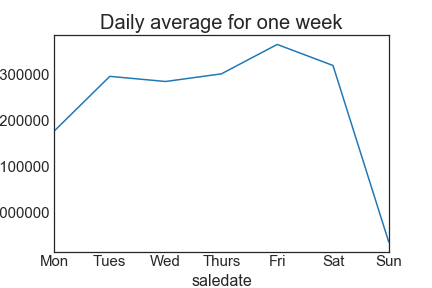 Daily average for one week
300000
200000
100000
000000
Mon Tues Wed Thurs Fri Sat Sun
saledate